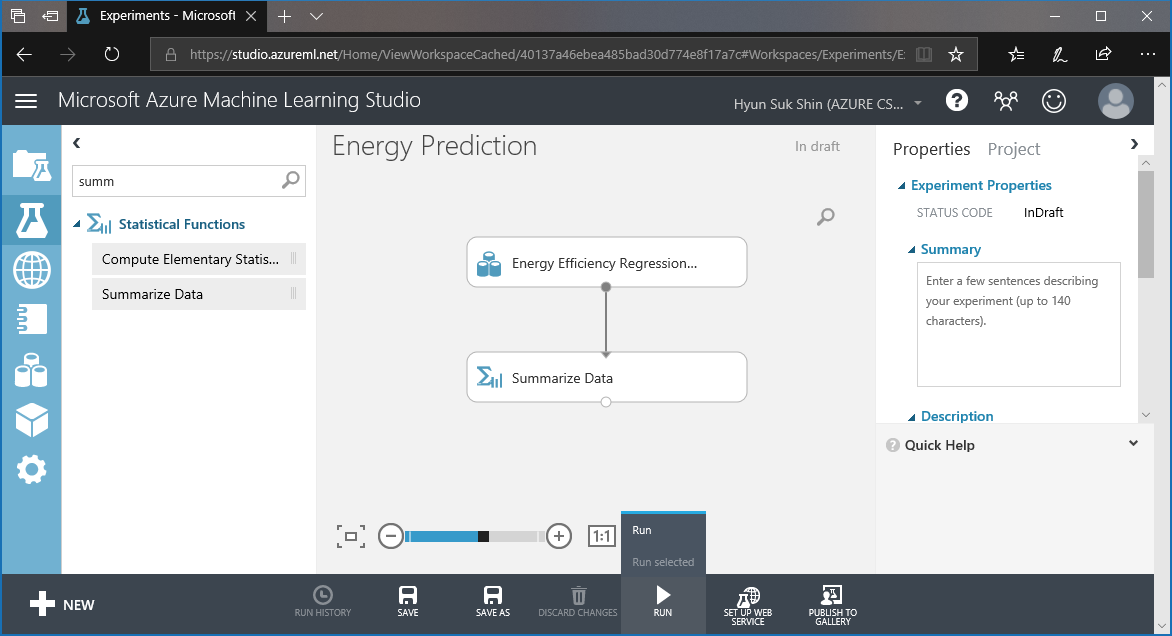 Experiments - Microsoft
https://studio.azureml.net/Home/ViewWorkspaceCached/40137a46ebea485bad30d774e8f17a7c#Workspaces/Experiments/E
Microsoft Azure Machine Learning Studio
Hyun Suk Shin (AZURE CS...
?
summ
Statistical Functions
Compute Elementary Statis...
Summarize Data
Energy Prediction
In draft
Energy Efficiency Regression...
Summarize Data
1:1
Properties Project
Experiment Properties
STATUS CODE InDraft
Summary
Enter a few sentences describing
your experiment (up to 140
characters).
Description
? Quick Help
Run
Run selected
NEW
RUN HISTORY
SAVE
SAVE AS
DISCARD CHANGES
RUN
SET UP WEB
SERVICE
PUBLISH TO
GALLERY